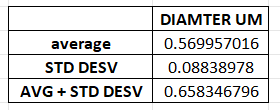 DIAMTER UM
average 0.569957016
STD DESV 0.08838978
AVG + STD DESV 0.658346796